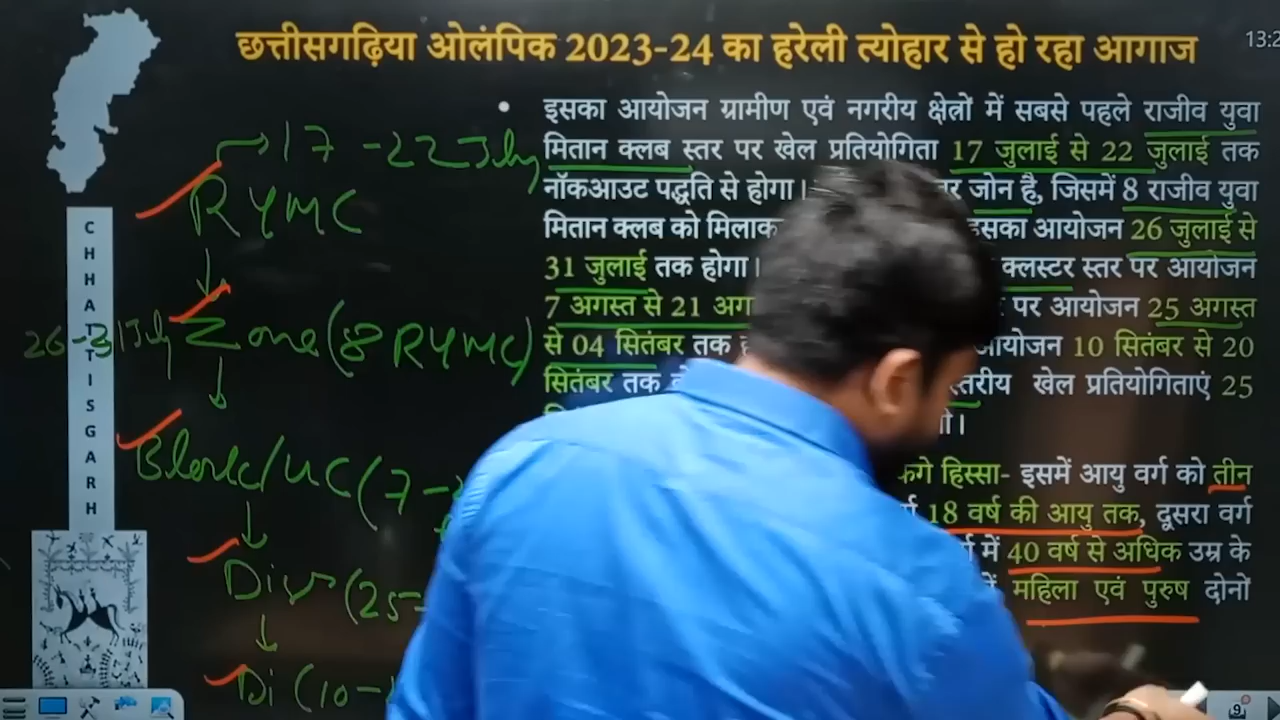 छत्तीसगढ़िया ओलंपिक 2023-24 का हरेली त्योहार से हो रहा आगाज
13:2
• इसका आयोजन ग्रामीण एवं नगरीय क्षेत्रों में सबसे पहले राजीव युवा
मितान क्लब स्तर पर खेल प्रतियोगिता 17 जुलाई से 22 जुलाई तक
नॉकआउट पद्धति से होगा। जोन है, जिसमें 8 राजीव युवा
मितान क्लब को मिलाक इसका आयोजन 26 जुलाई से
31 जुलाई तक होगा। क्लस्टर स्तर पर आयोजन
7 अगस्त से 21 अग पर आयोजन 25 अगस्त
से 04 सितंबर तक आयोजन 10 सितंबर से 20
सितंबर तक स्तरीय खेल प्रतियोगिताएं 25
हिस्सा- इसमें आयु वर्ग को तीन
18 वर्ष की आयु तक, दूसरा वर्ग
में 40 वर्ष से अधिक उम्र के
महिला एवं पुरुष दोनों
→17-22 July
RYMC
26-31 July Zone (8 RYMC)
Block/UC (7-
Div (25-
Di (10-
CHHATTISGARH